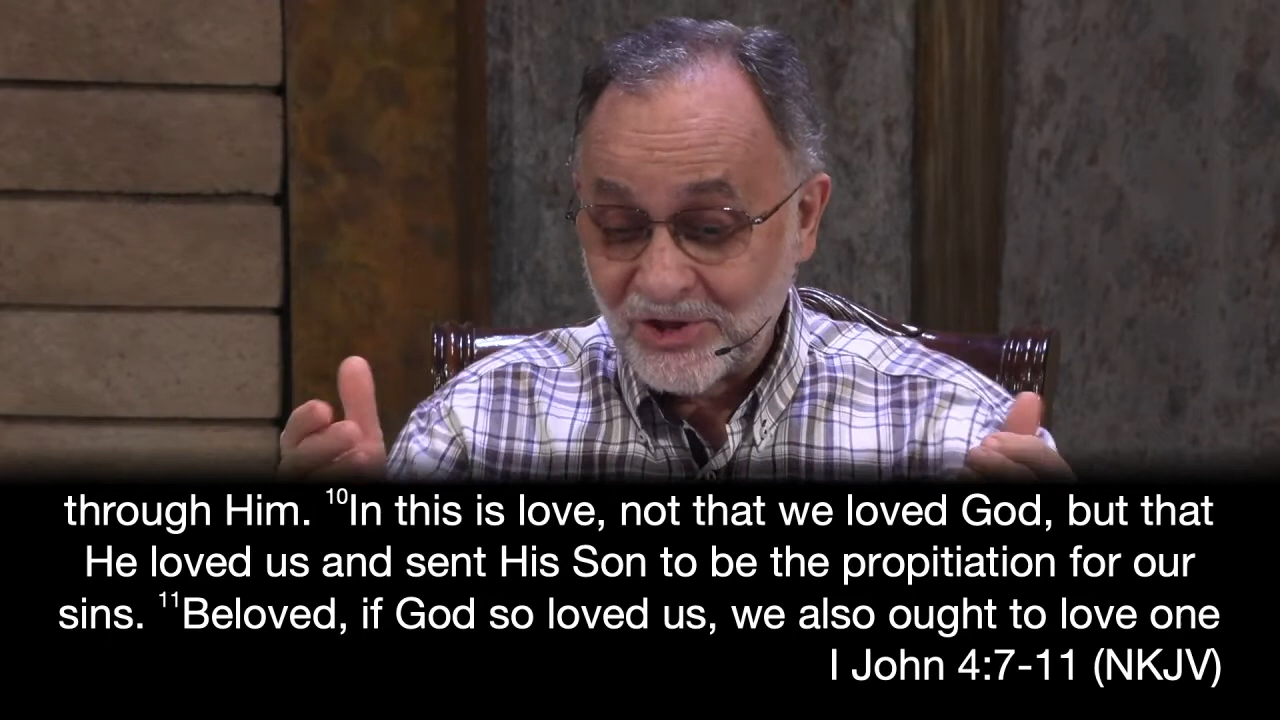 through Him. ¹⁰In this is love, not that we loved God, but that
He loved us and sent His Son to be the propitiation for our
sins. ¹¹Beloved, if God so loved us, we also ought to love one
I John 4:7-11 (NKJV)